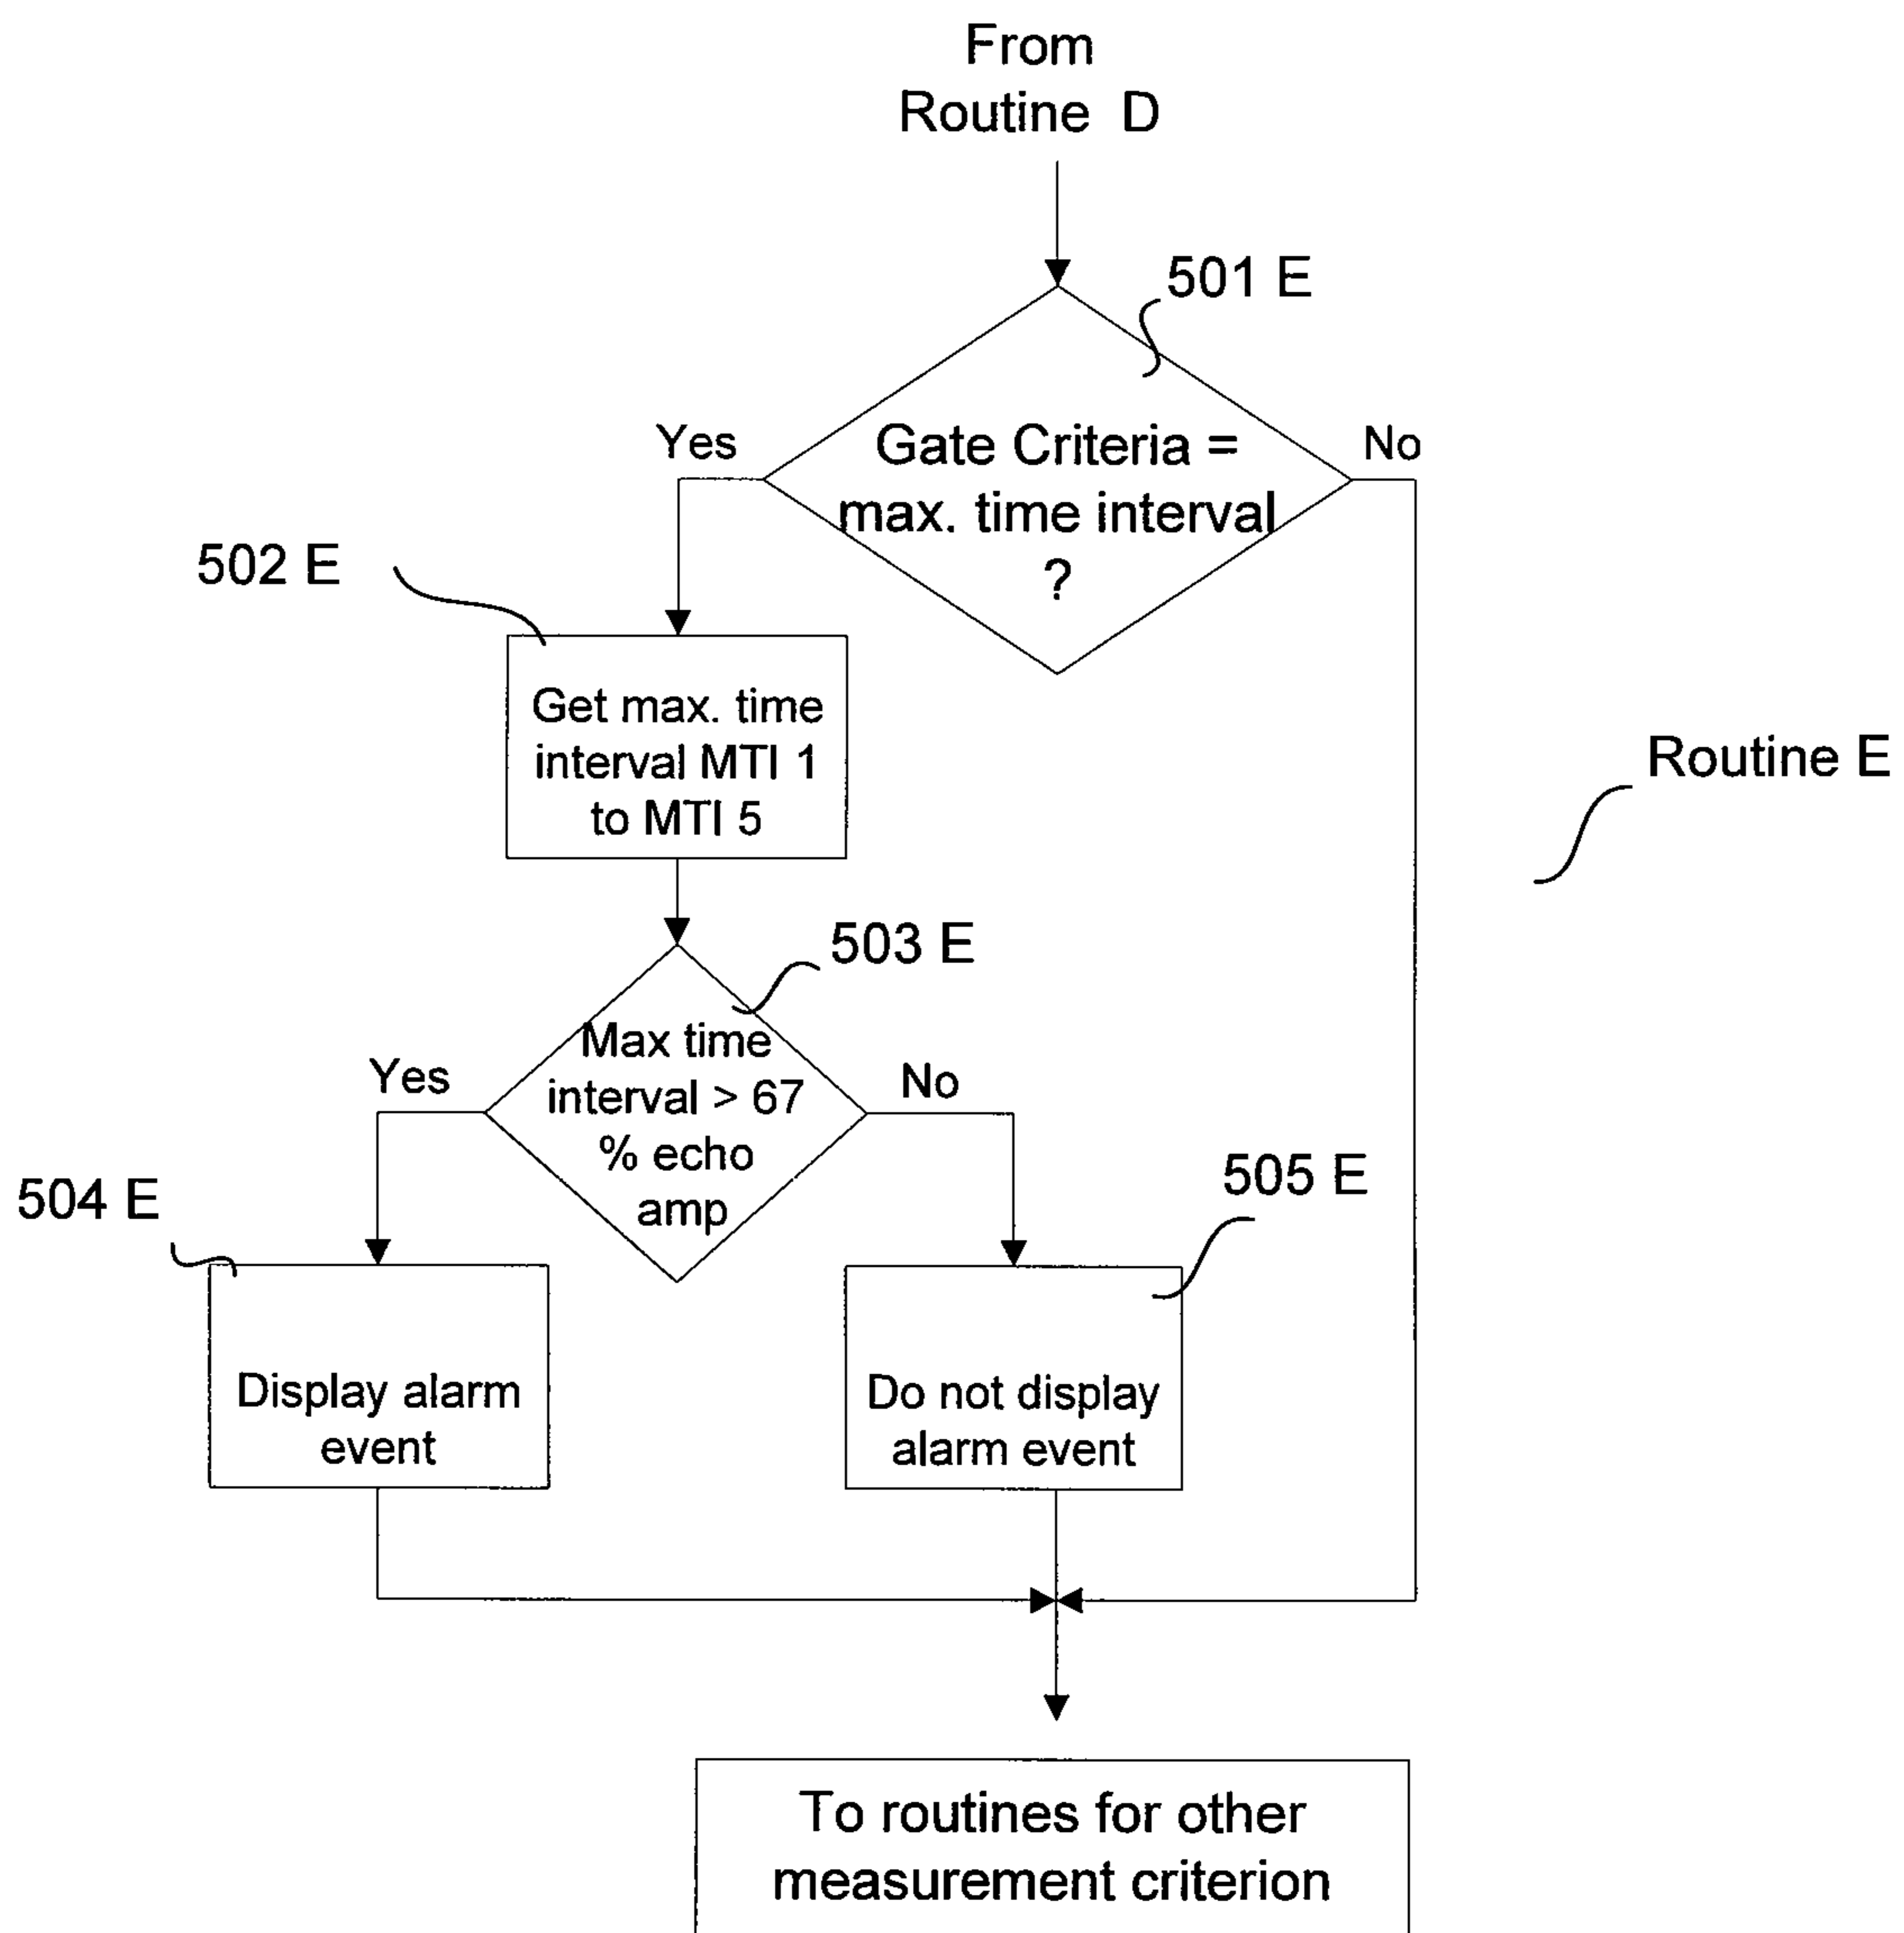 From
Routine D
501 E
Yes
Gate Criteria =
max. time interval
?
No
502 E
Get max. time
interval MTI 1
to MTI 5
Routine E
503 E
Max time
interval > 67
% echo
amp
Yes
No
504 E
505 E
Display alarm
event
Do not display
alarm event
To routines for other
measurement criterion